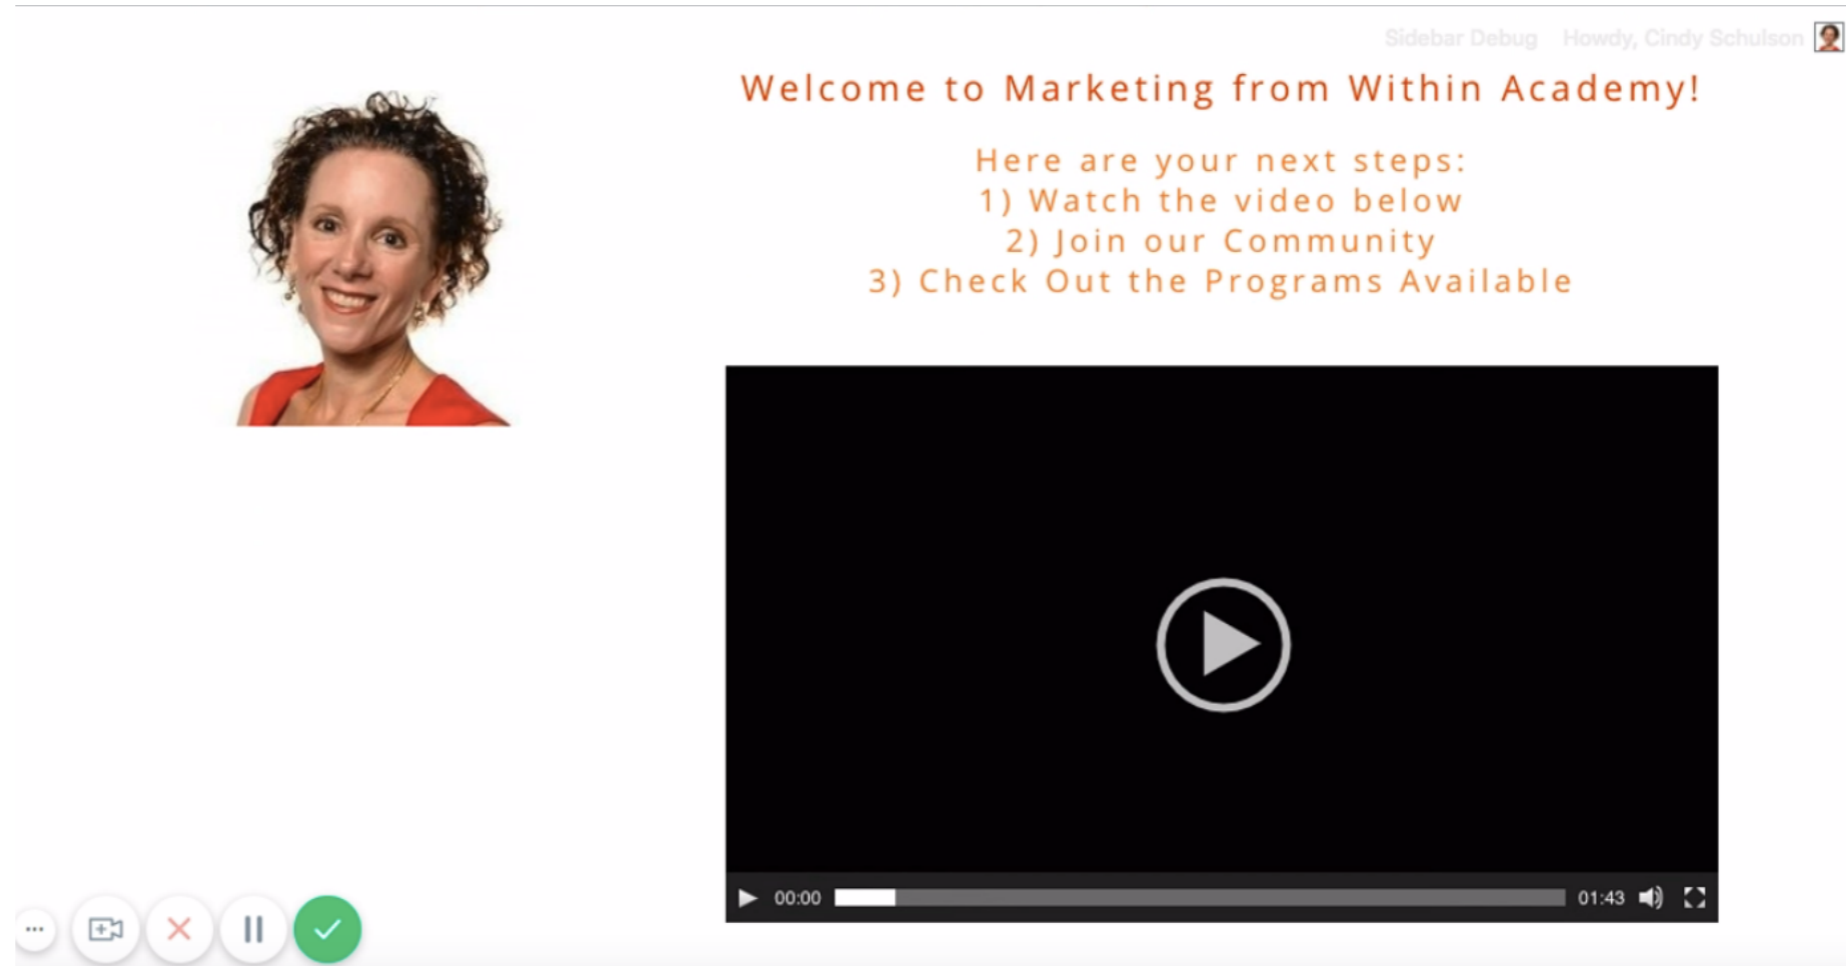 Sidebar Debug Howdy, Cindy Schulson
Welcome to Marketing from Within Academy!
Here are your next steps:
1) Watch the video below
2) Join our Community
3) Check Out the Programs Available
00:00 01:43